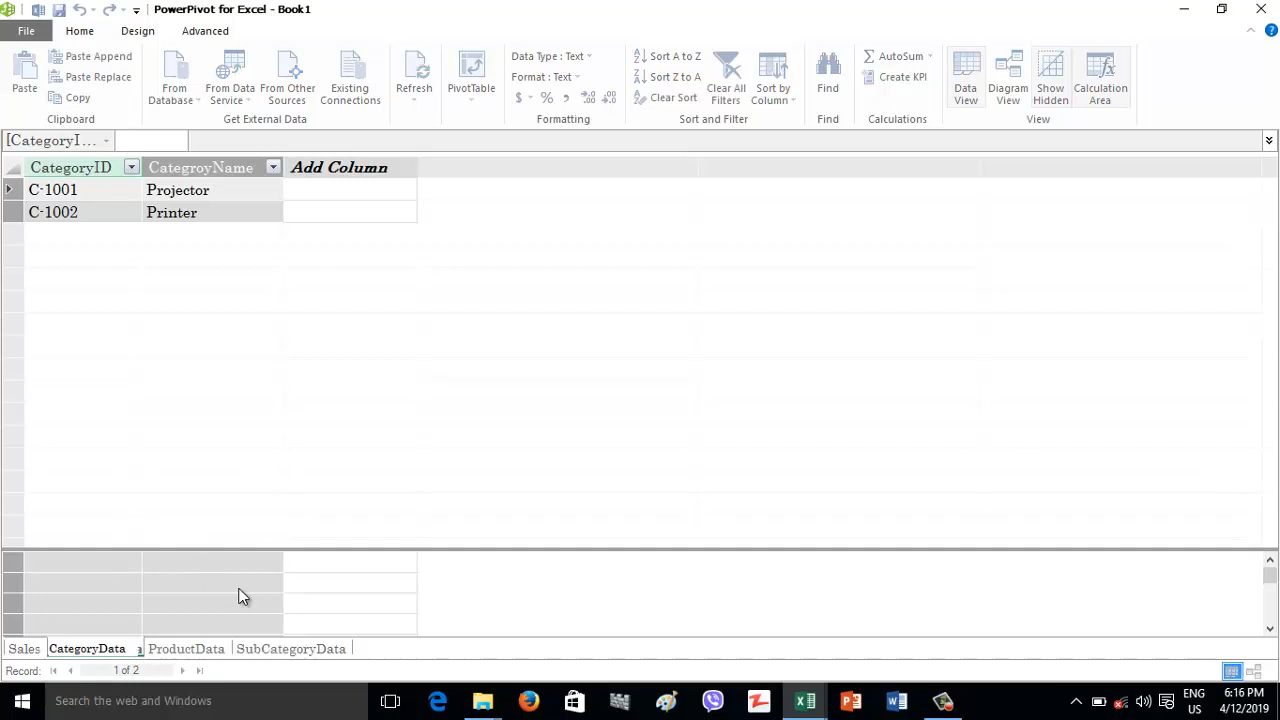 PowerPivot for Excel - Book1
File Home Design Advanced
Paste
Paste Append
Paste Replace
Copy
Clipboard
From Database
From Data Service
From Other Sources
Existing Connections
Get External Data
Refresh
PivotTable
Data Type : Text
Format : Text
$ % ,
Formatting
Sort A to Z
Sort Z to A
Clear Sort
Clear All Filters
Sort by Column
Sort and Filter
Find
Find
AutoSum
Create KPI
Calculations
Data View
Diagram View
Show Hidden
Calculation Area
View
[CategoryI...
CategoryID CategroyName Add Column
C-1001 Projector
C-1002 Printer
Sales CategoryData ProductData SubCategoryData
Record: 1 of 2
Search the web and Windows
ENG 6:16 PM
US 4/12/2019